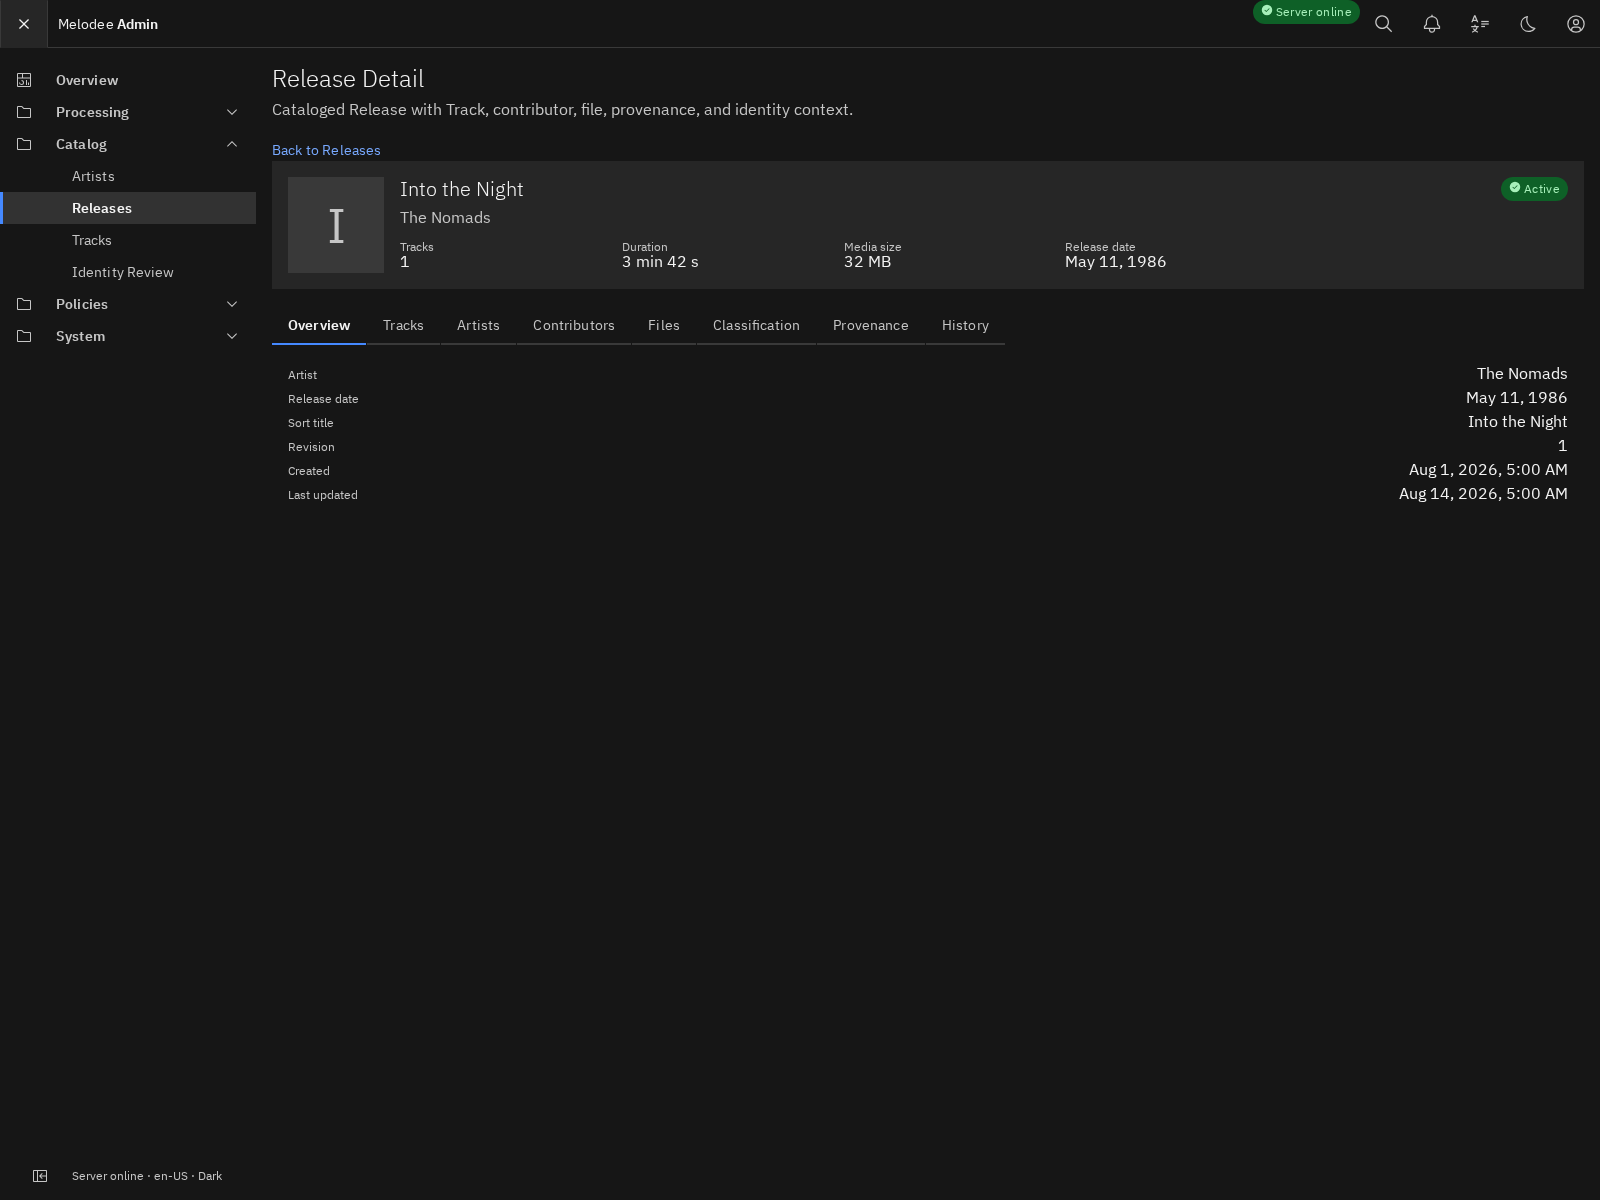 Melodee Admin
Server online
Overview
Processing
Catalog
Artists
Releases
Tracks
Identity Review
Policies
System
Release Detail
Cataloged Release with Track, contributor, file, provenance, and identity context.
Back to Releases
I
Into the Night
Active
The Nomads
Tracks Duration Media size Release date
1 3 min 42 s 32 MB May 11, 1986
Overview Tracks Artists Contributors Files Classification Provenance History
Artist The Nomads
Release date May 11, 1986
Sort title Into the Night
Revision 1
Created Aug 1, 2026, 5:00 AM
Last updated Aug 14, 2026, 5:00 AM
Server online · en-US · Dark